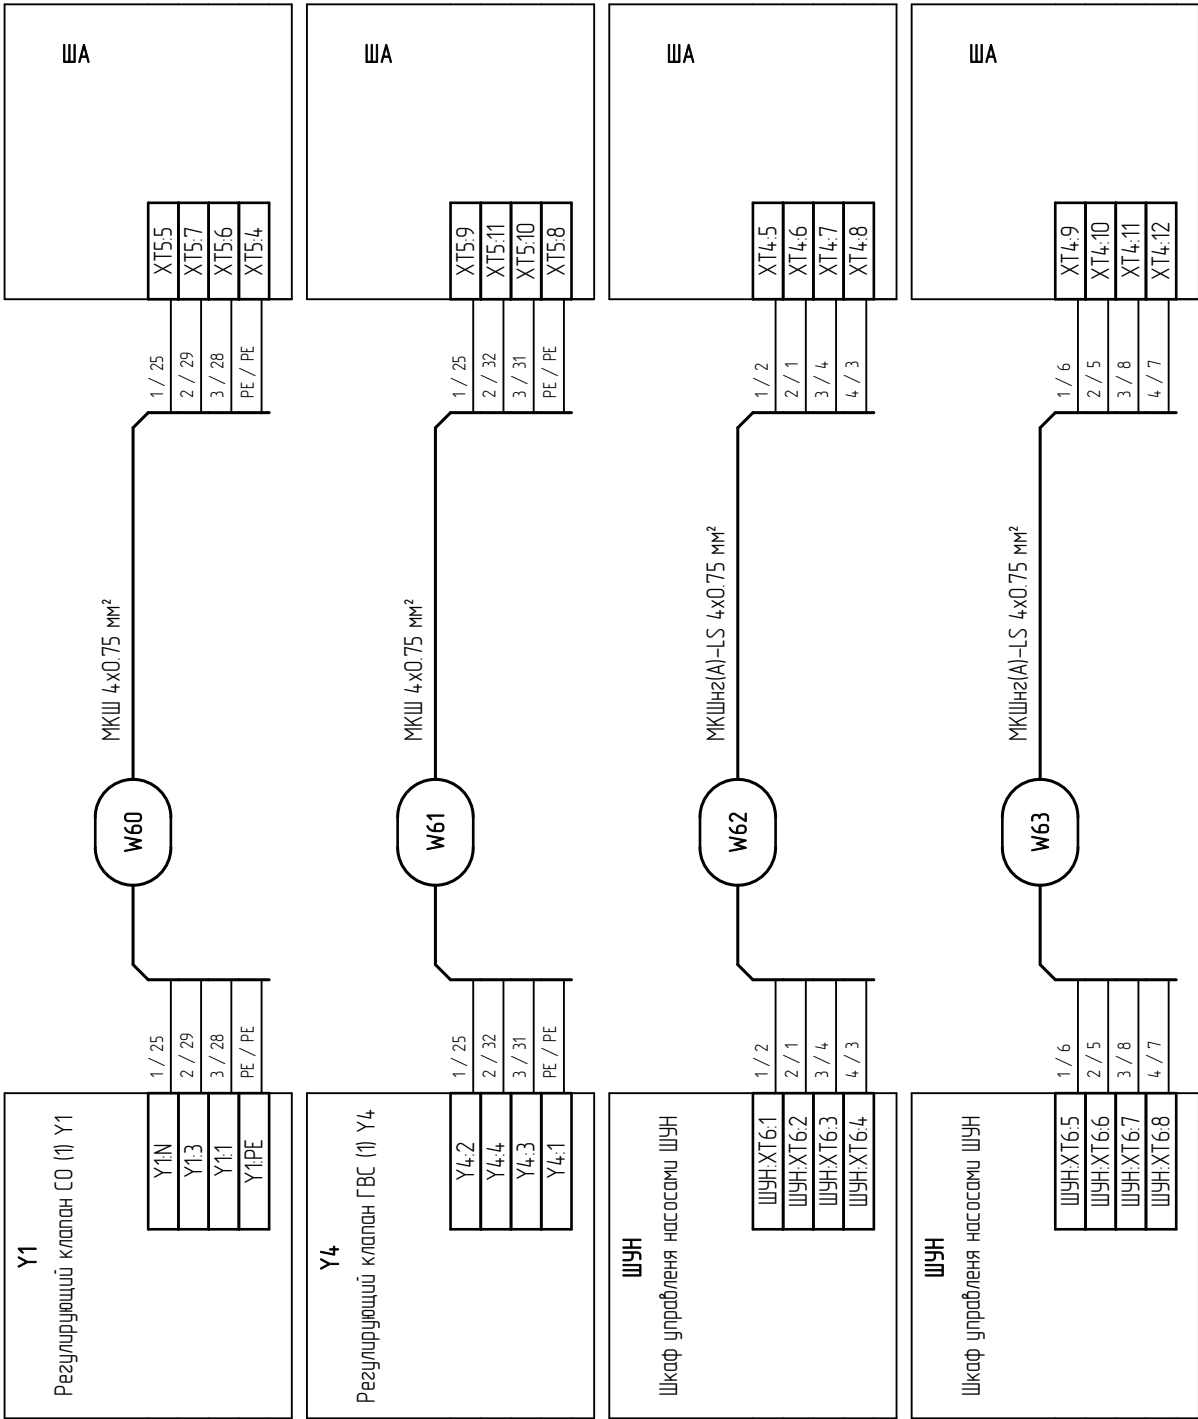 Y1
Регулирующий клапан СО (1) Y1
Y1:N
Y1:3
Y1:1
Y1:PE
1 / 25
2 / 29
3 / 28
PE / PE
W60
МКШ 4x0.75 мм²
1 / 25
2 / 29
3 / 28
PE / PE
XT5:5
XT5:7
XT5:6
XT5:4
ША
Y4
Регулирующий клапан ГВС (1) Y4
Y4:2
Y4:4
Y4:3
Y4:1
1 / 25
2 / 32
3 / 31
PE / PE
W61
МКШ 4x0.75 мм²
1 / 25
2 / 32
3 / 31
PE / PE
XT5:9
XT5:11
XT5:10
XT5:8
ША
ШУН
Шкаф управленя насосами ШУН
ШУН:XT6:1
ШУН:XT6:2
ШУН:XT6:3
ШУН:XT6:4
1 / 2
2 / 1
3 / 4
4 / 3
W62
МКШнг(А)-LS 4x0.75 мм²
1 / 2
2 / 1
3 / 4
4 / 3
XT4:5
XT4:6
XT4:7
XT4:8
ША
ШУН
Шкаф управленя насосами ШУН
ШУН:XT6:5
ШУН:XT6:6
ШУН:XT6:7
ШУН:XT6:8
1 / 6
2 / 5
3 / 8
4 / 7
W63
МКШнг(А)-LS 4x0.75 мм²
1 / 6
2 / 5
3 / 8
4 / 7
XT4:9
XT4:10
XT4:11
XT4:12
ША